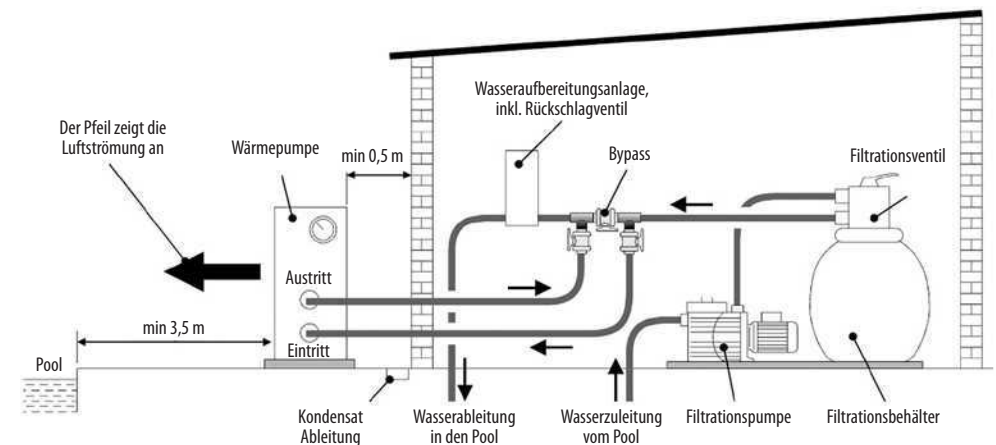 Wasseraufbereitungsanlage,
inkl. Rückschlagventil
Der Pfeil zeigt die
Luftströmung an
Wärmepumpe
min 0,5 m
Bypass
Filtrationsventil
Austritt
min 3,5 m
Eintritt
Pool
Kondensat
Ableitung
Wasserableitung
in den Pool
Wasserzuleitung
vom Pool
Filtrationspumpe
Filtrationsbehälter